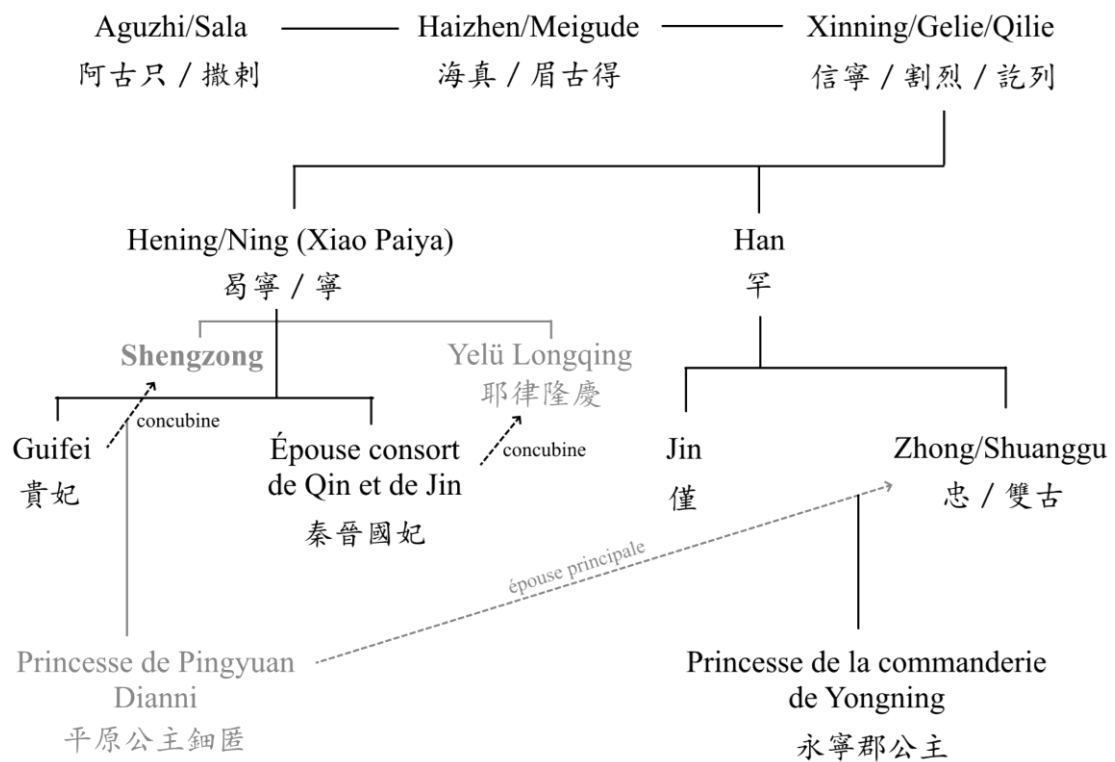 Aguzhi/Sala
阿古只 / 撒剌
Haizhen/Meigude
海真 / 眉古得
Xinning/Gelie/Qilie
信寧 / 割烈 / 訖列
Hening/Ning (Xiao Paiya)
曷寧 / 寧
Han
罕
Shengzong
Yelü Longqing
耶律隆慶
concubine
concubine
Guifei
貴妃
Épouse consort
de Qin et de Jin
秦晉國妃
Jin
僅
Zhong/Shuanggu
忠 / 雙古
épouse principale
Princesse de Pingyuan
Dianni
平原公主鈿匿
Princesse de la commanderie
de Yongning
永寧郡公主